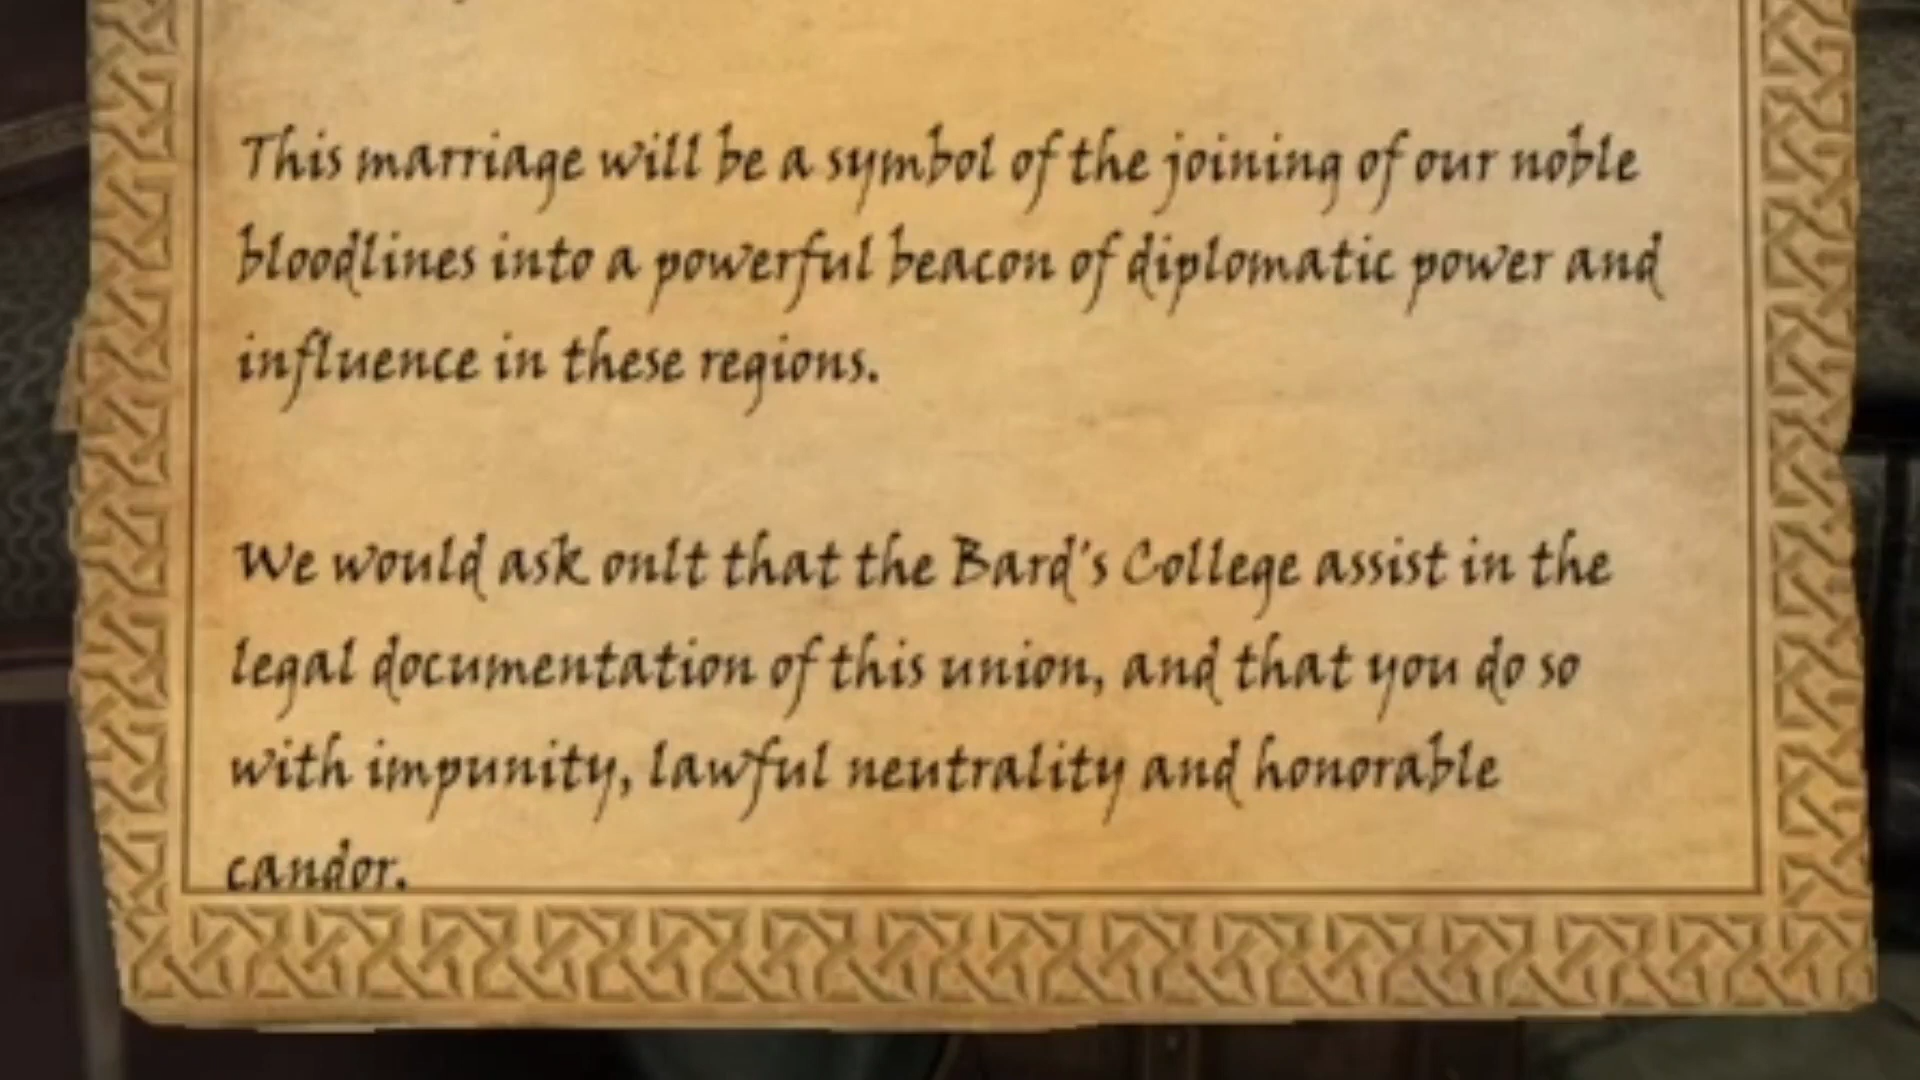 This marriage will be a symbol of the joining of our noble
bloodlines into a powerful beacon of diplomatic power and
influence in these regions.
We would ask onlt that the Bard's College assist in the
legal documentation of this union, and that you do so
with impunity, lawful neutrality and honorable
candor.